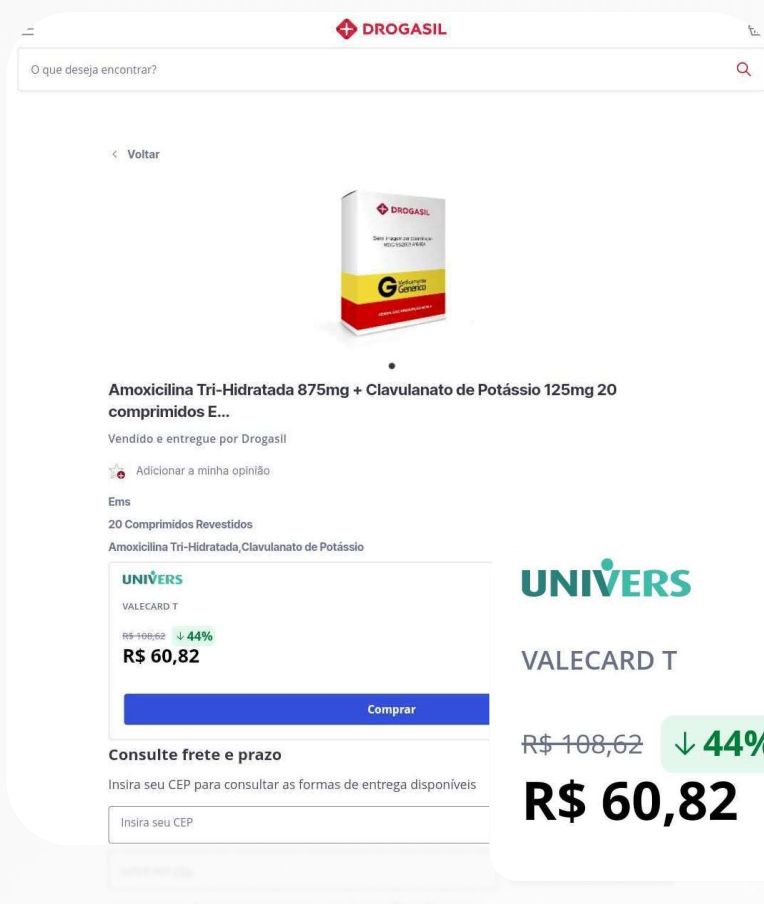 DROGASIL
O que deseja encontrar?
Voltar
DROGASIL
G Medicamento
Genérico
Amoxicilina Tri-Hidratada 875mg + Clavulanato de Potássio 125mg 20
comprimidos E...
Vendido e entregue por Drogasil
Adicionar a minha opinião
Ems
20 Comprimidos Revestidos
Amoxicilina Tri-Hidratada,Clavulanato de Potássio
UNIVERS
VALECARD T
R$ 108,62 ↓ 44%
R$ 60,82
Comprar
Consulte frete e prazo
Insira seu CEP para consultar as formas de entrega disponíveis
Insira seu CEP
UNIVERS
VALECARD T
R$ 108,62 ↓ 44%
R$ 60,82